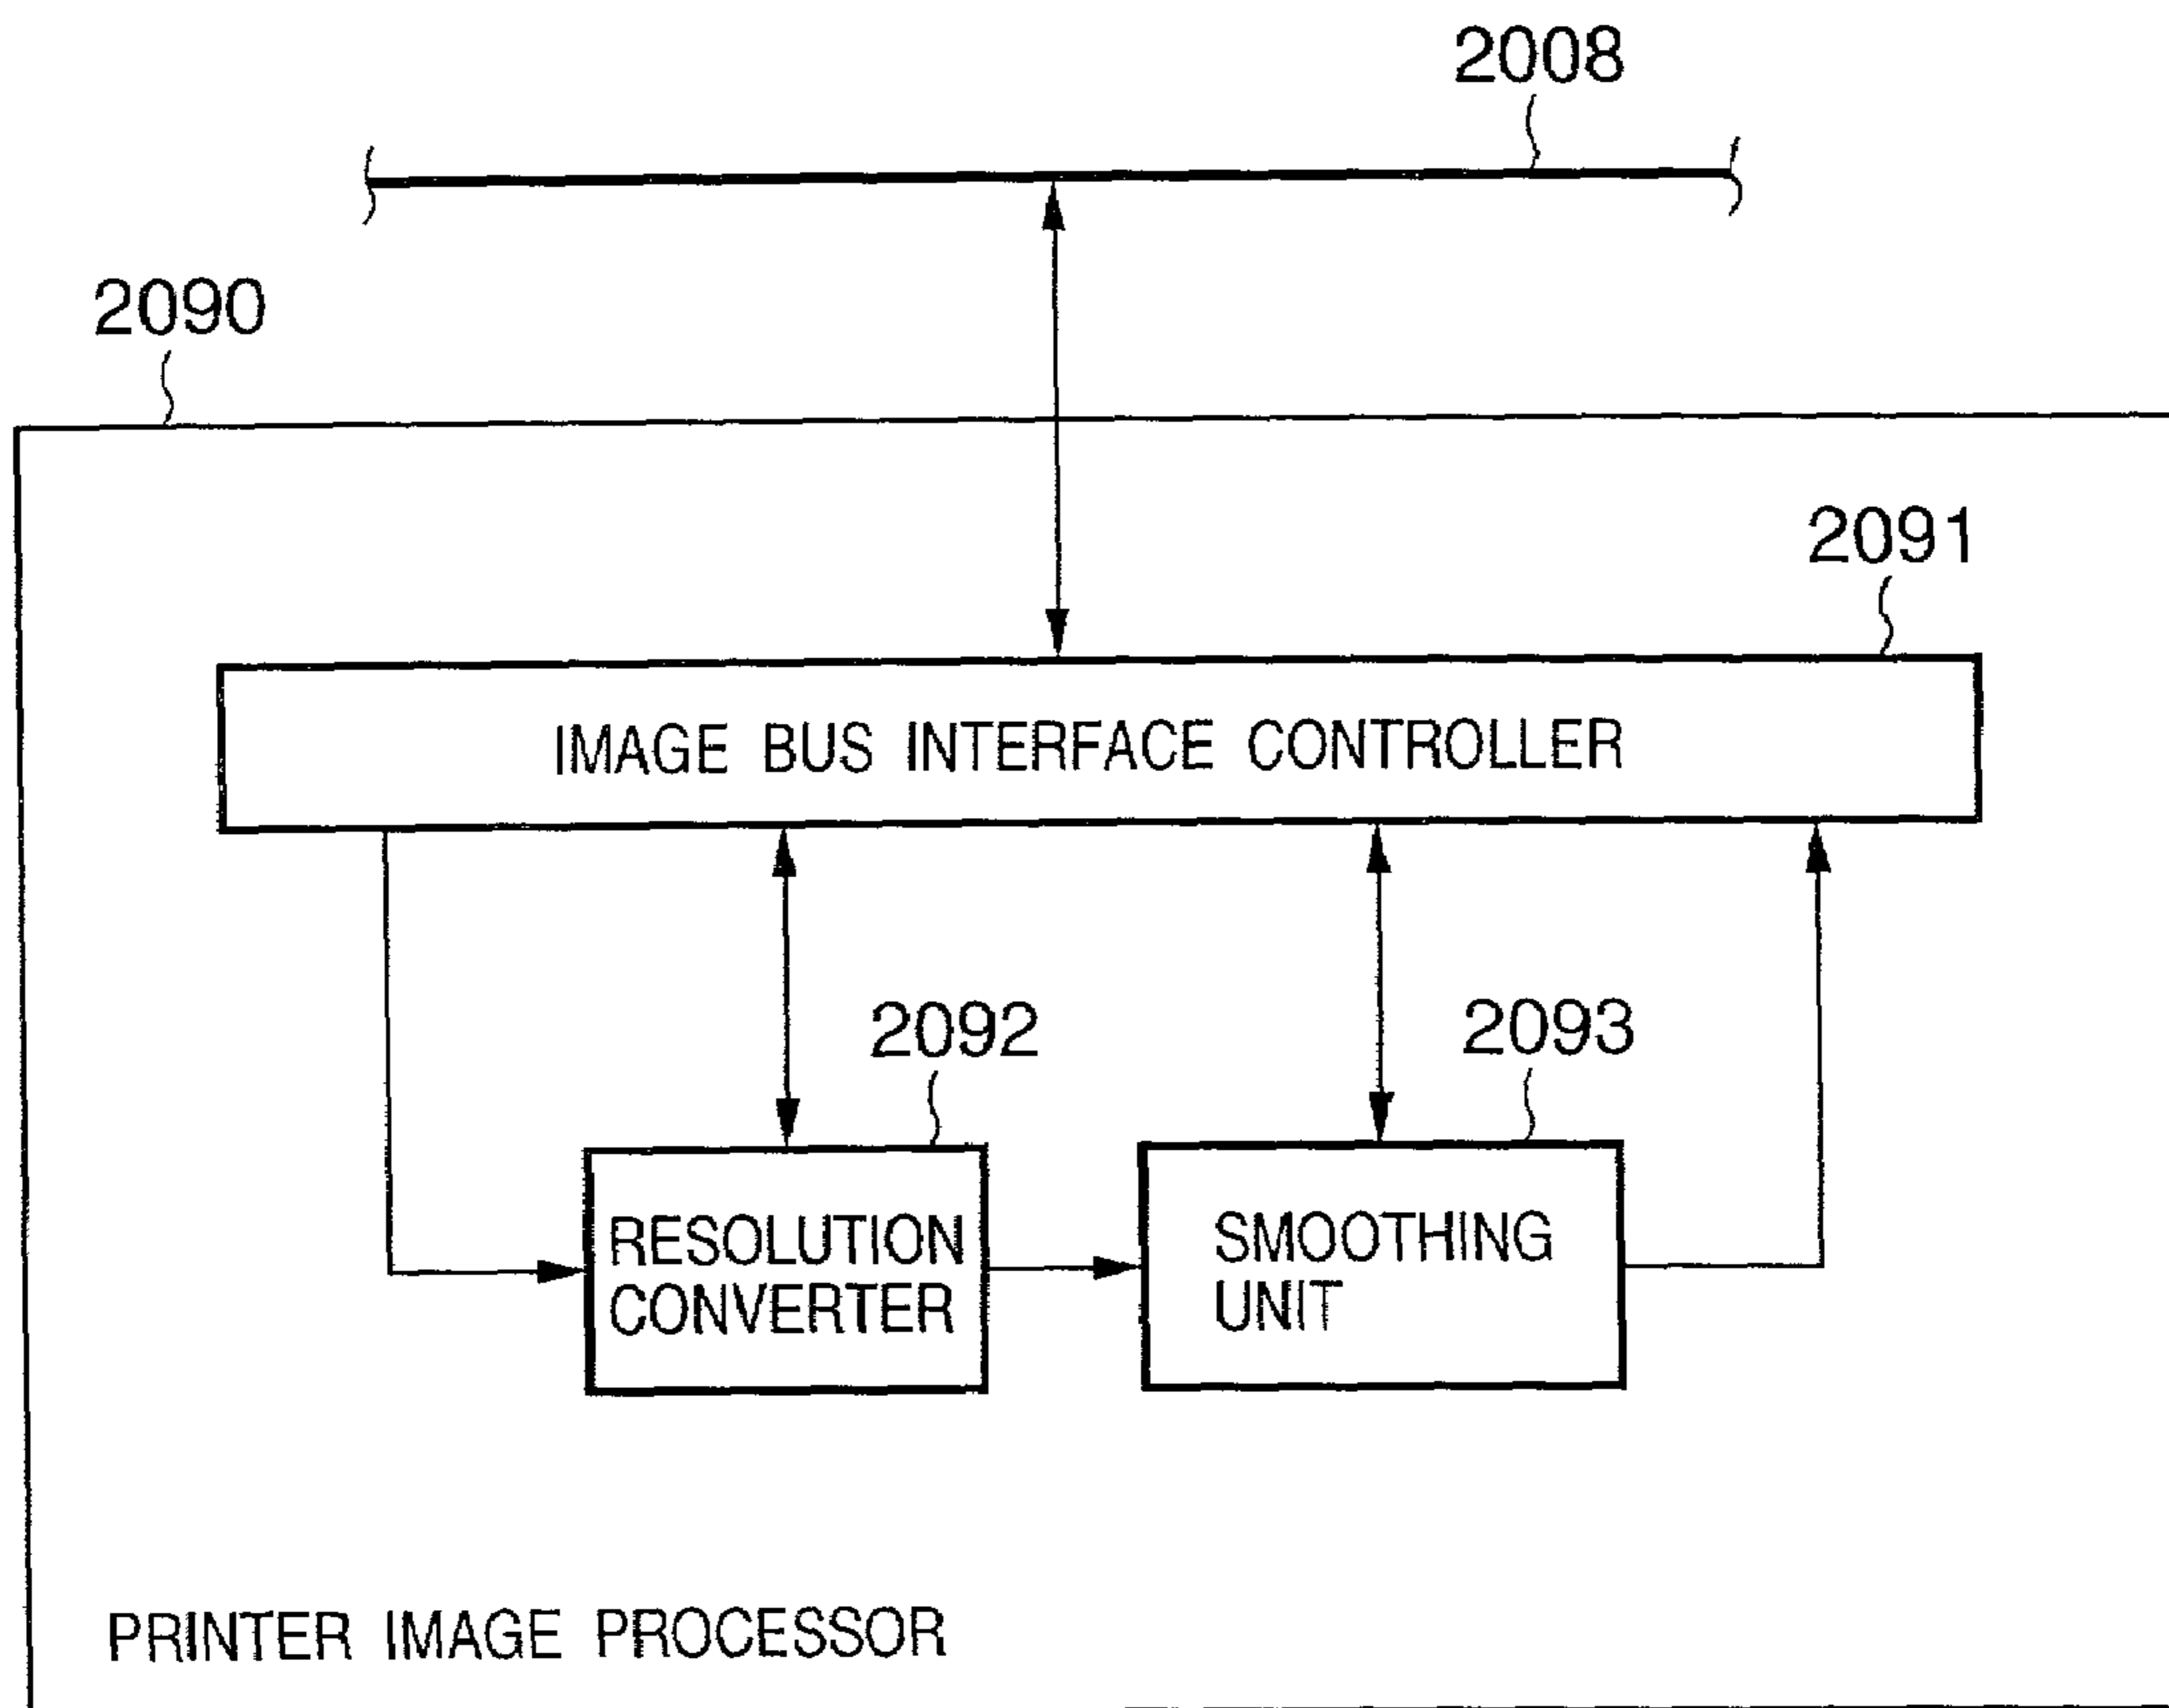 2008
2090
2091
IMAGE BUS INTERFACE CONTROLLER
2092
2093
RESOLUTION
CONVERTER
SMOOTHING
UNIT
PRINTER IMAGE PROCESSOR